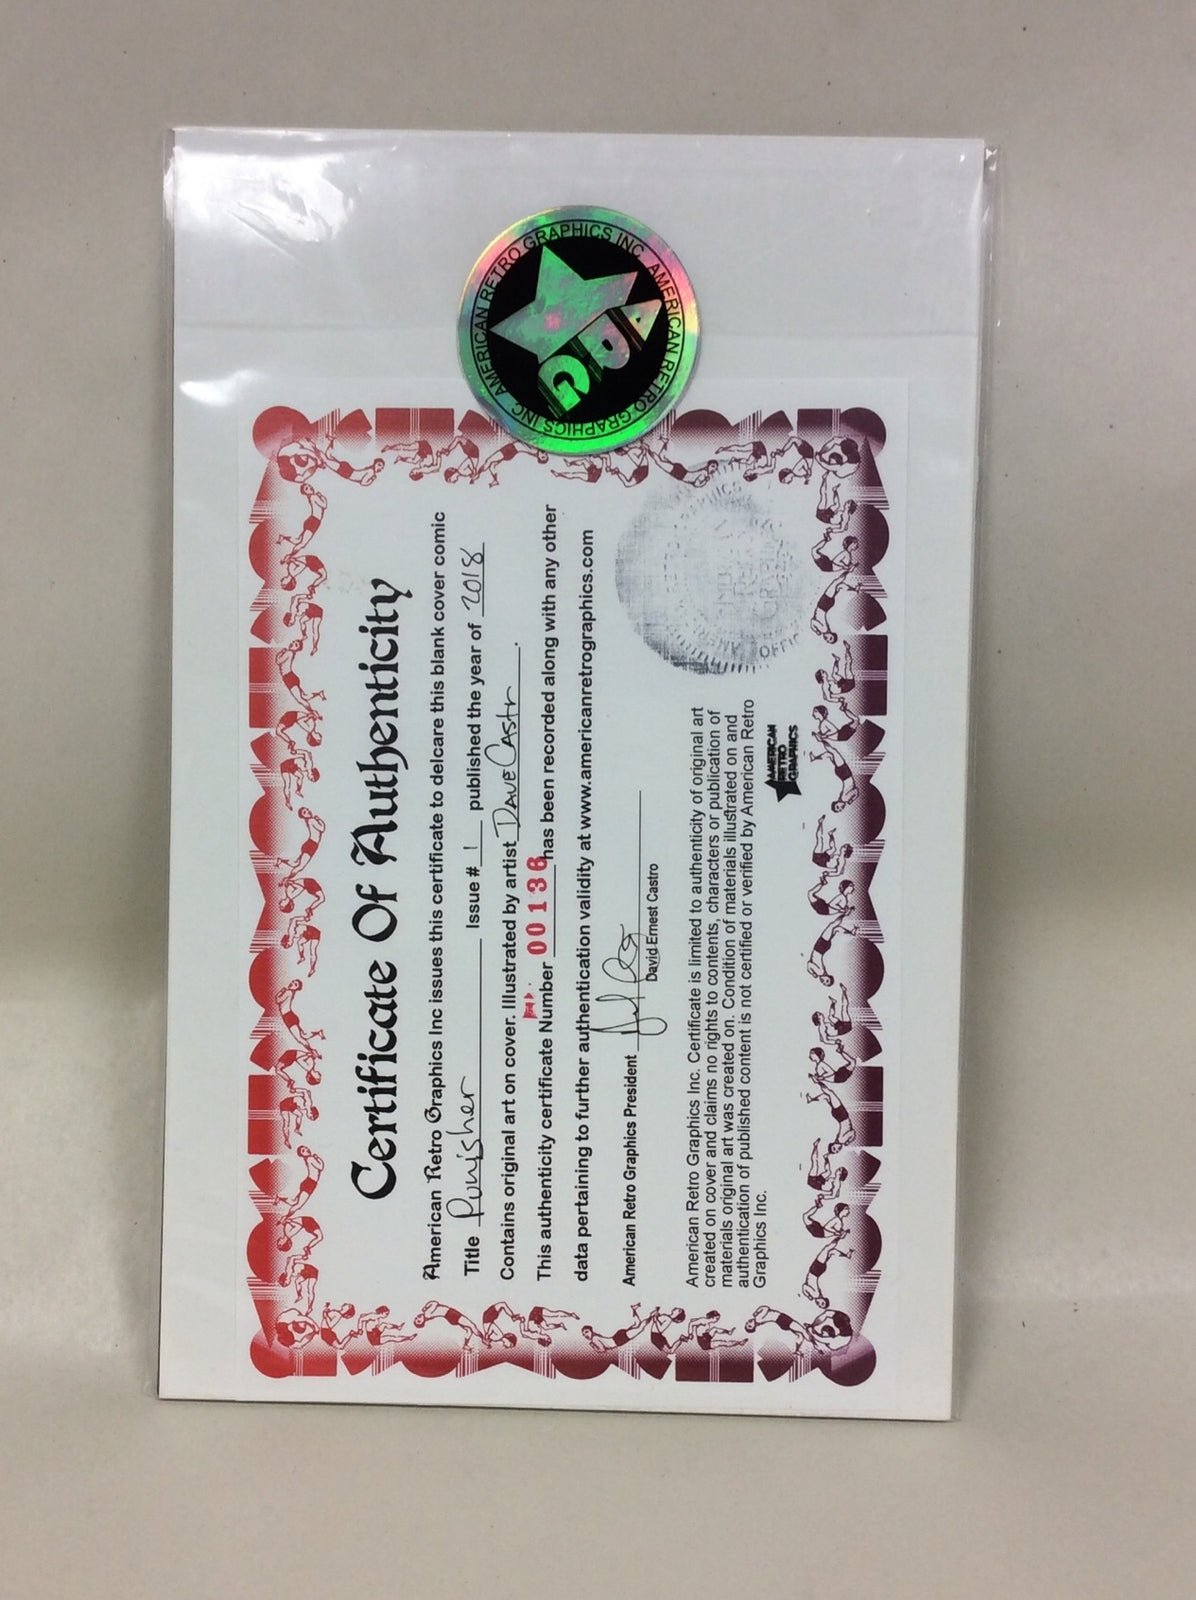 AMERICAN RETRO GRAPHICS INC. AMERICAN RETRO GRAPHICS INC.
ARG
Certificate Of Authenticity
American Retro Graphics Inc issues this certificate to delcare this blank cover comic
Title Punisher Issue # 1 published the year of 2018
Contains original art on cover. Illustrated by artist Dave Castr.
This authenticity certificate Number 00136 has been recorded along with any other
data pertaining to further authentication validity at www.americanretrographics.com
American Retro Graphics President
David Ernest Castro
American Retro Graphics Inc. Certificate is limited to authenticity of original art
created on cover and claims no rights to contents, characters or publication of
materials original art was created on. Condition of materials illustrated on and
authentication of published content is not certified or verified by American Retro
Graphics Inc.
AMERICAN
RETRO
GRAPHICS